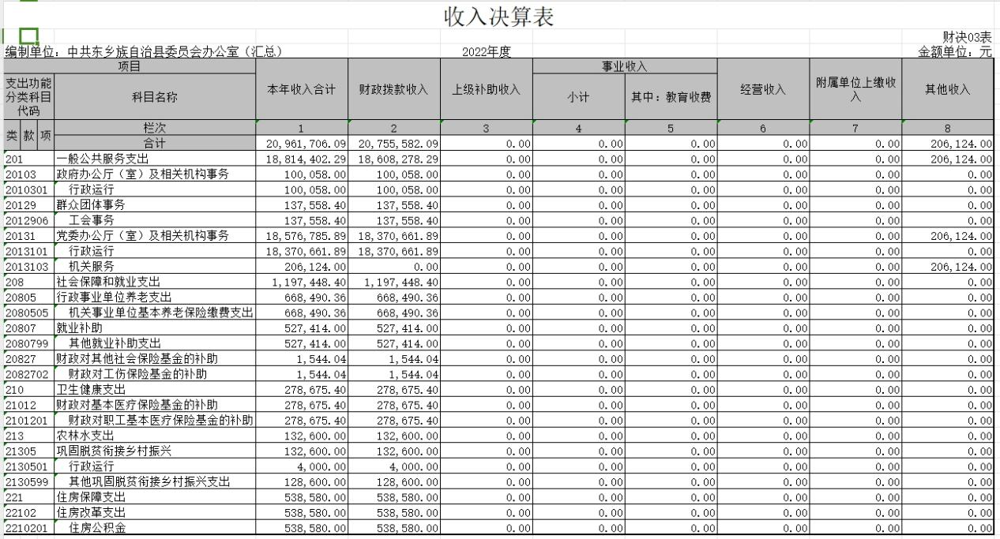 收入决算表
财决03表
编制单位：中共东乡族自治县委员会办公室（汇总） 2022年度 金额单位：元
项目 本年收入合计 财政拨款收入 上级补助收入 事业收入 经营收入 附属单位上缴收入 其他收入
支出功能分类科目代码 科目名称 小计 其中：教育收费
类 款 项 栏次 1 2 3 4 5 6 7 8
合计 20,961,706.09 20,755,582.09 0.00 0.00 0.00 0.00 0.00 206,124.00
201 一般公共服务支出 18,814,402.29 18,608,278.29 0.00 0.00 0.00 0.00 0.00 206,124.00
20103 政府办公厅（室）及相关机构事务 100,058.00 100,058.00 0.00 0.00 0.00 0.00 0.00 0.00
2010301 行政运行 100,058.00 100,058.00 0.00 0.00 0.00 0.00 0.00 0.00
20129 群众团体事务 137,558.40 137,558.40 0.00 0.00 0.00 0.00 0.00 0.00
2012906 工会事务 137,558.40 137,558.40 0.00 0.00 0.00 0.00 0.00 0.00
20131 党委办公厅（室）及相关机构事务 18,576,785.89 18,370,661.89 0.00 0.00 0.00 0.00 0.00 206,124.00
2013101 行政运行 18,370,661.89 18,370,661.89 0.00 0.00 0.00 0.00 0.00 0.00
2013103 机关服务 206,124.00 0.00 0.00 0.00 0.00 0.00 0.00 206,124.00
208 社会保障和就业支出 1,197,448.40 1,197,448.40 0.00 0.00 0.00 0.00 0.00 0.00
20805 行政事业单位养老支出 668,490.36 668,490.36 0.00 0.00 0.00 0.00 0.00 0.00
2080505 机关事业单位基本养老保险缴费支出 668,490.36 668,490.36 0.00 0.00 0.00 0.00 0.00 0.00
20807 就业补助 527,414.00 527,414.00 0.00 0.00 0.00 0.00 0.00 0.00
2080799 其他就业补助支出 527,414.00 527,414.00 0.00 0.00 0.00 0.00 0.00 0.00
20827 财政对其他社会保险基金的补助 1,544.04 1,544.04 0.00 0.00 0.00 0.00 0.00 0.00
2082702 财政对工伤保险基金的补助 1,544.04 1,544.04 0.00 0.00 0.00 0.00 0.00 0.00
210 卫生健康支出 278,675.40 278,675.40 0.00 0.00 0.00 0.00 0.00 0.00
21012 财政对基本医疗保险基金的补助 278,675.40 278,675.40 0.00 0.00 0.00 0.00 0.00 0.00
2101201 财政对职工基本医疗保险基金的补助 278,675.40 278,675.40 0.00 0.00 0.00 0.00 0.00 0.00
213 农林水支出 132,600.00 132,600.00 0.00 0.00 0.00 0.00 0.00 0.00
21305 巩固脱贫衔接乡村振兴 132,600.00 132,600.00 0.00 0.00 0.00 0.00 0.00 0.00
2130501 行政运行 4,000.00 4,000.00 0.00 0.00 0.00 0.00 0.00 0.00
2130599 其他巩固脱贫衔接乡村振兴支出 128,600.00 128,600.00 0.00 0.00 0.00 0.00 0.00 0.00
221 住房保障支出 538,580.00 538,580.00 0.00 0.00 0.00 0.00 0.00 0.00
22102 住房改革支出 538,580.00 538,580.00 0.00 0.00 0.00 0.00 0.00 0.00
2210201 住房公积金 538,580.00 538,580.00 0.00 0.00 0.00 0.00 0.00 0.00